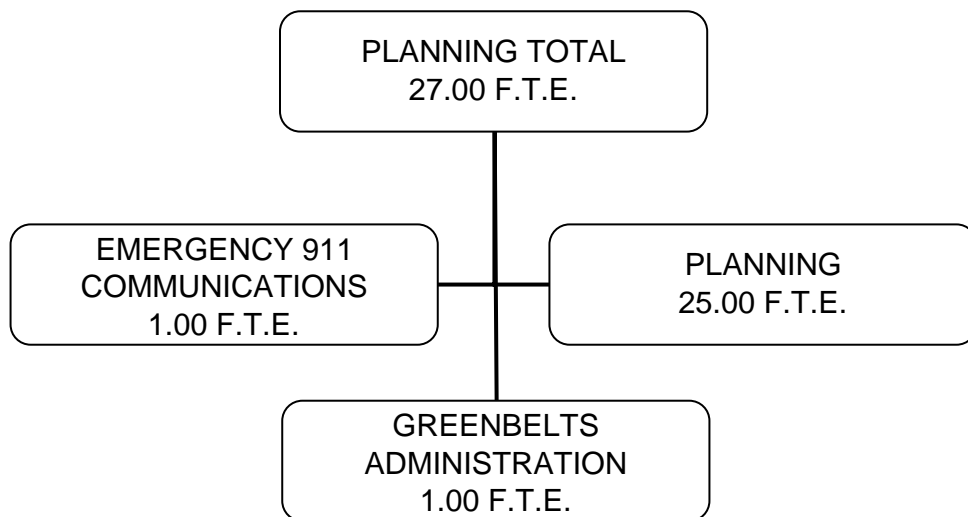 PLANNING TOTAL
27.00 F.T.E.
EMERGENCY 911
COMMUNICATIONS
1.00 F.T.E.
PLANNING
25.00 F.T.E.
GREENBELTS
ADMINISTRATION
1.00 F.T.E.